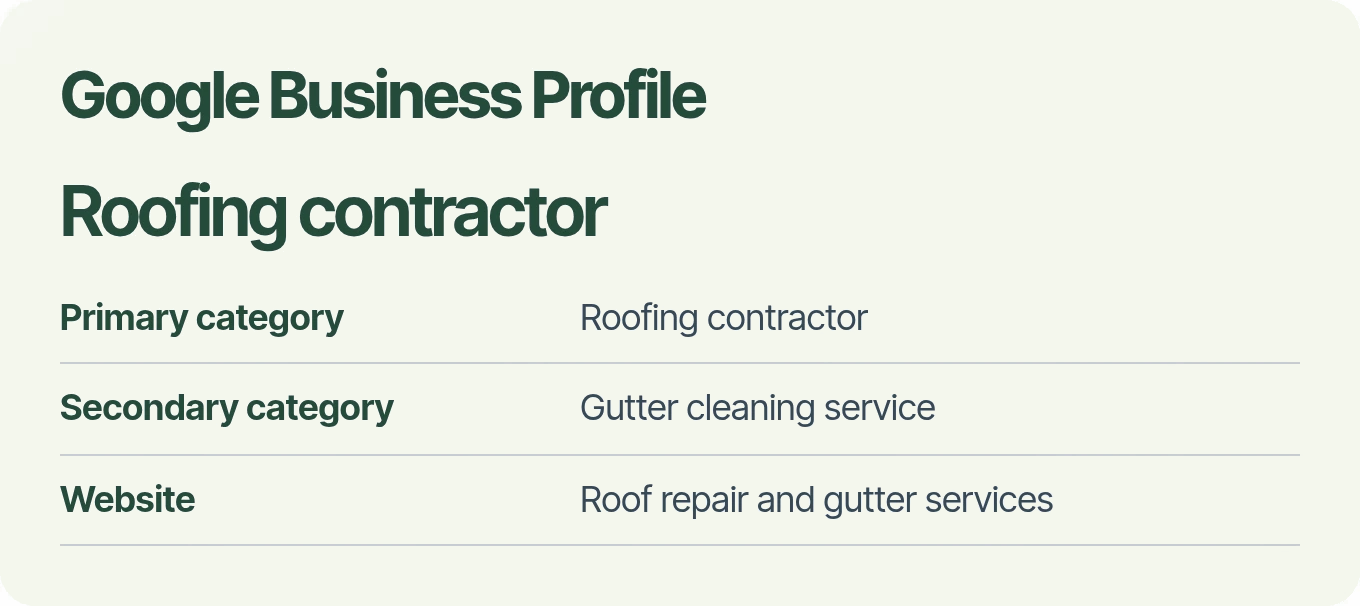 Google Business Profile
Roofing contractor
Primary category Roofing contractor
Secondary category Gutter cleaning service
Website Roof repair and gutter services